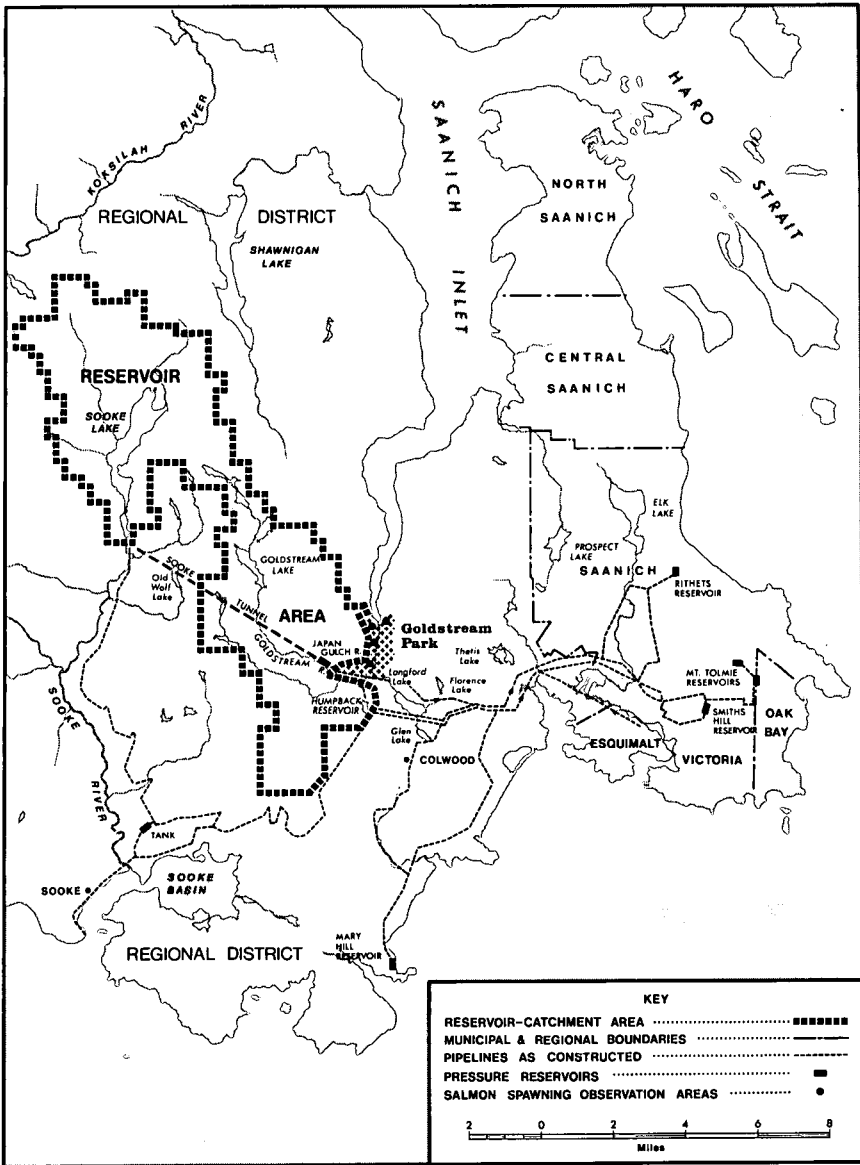 KOKSILAH RIVER
SAANICH INLET
HARO STRAIT
NORTH
SAANICH
REGIONAL DISTRICT
SHAWNIGAN
LAKE
CENTRAL
SAANICH
RESERVOIR
SOOKE
LAKE
ELK
LAKE
PROSPECT
LAKE
SAANICH
RITHETS
RESERVOIR
GOLDSTREAM
LAKE
SOOKE TUNNEL
Old
Wolf
Lake
AREA
Goldstream
Park
JAPAN
GULCH R.
GOLDSTREAM R.
Thetis
Lake
Langford
Lake
Florence
Lake
MT. TOLMIE
RESERVOIRS
HUMPBACK
RESERVOIR
SMITHS
HILL
RESERVOIR
OAK
BAY
Glen
Lake
ESQUIMALT
VICTORIA
COLWOOD
SOOKE RIVER
TANK
SOOKE
SOOKE
BASIN
REGIONAL DISTRICT
MARY
HILL
RESERVOIR
KEY
RESERVOIR-CATCHMENT AREA
MUNICIPAL & REGIONAL BOUNDARIES
PIPELINES AS CONSTRUCTED
PRESSURE RESERVOIRS
SALMON SPAWNING OBSERVATION AREAS
2 0 2 4 6 8
Miles